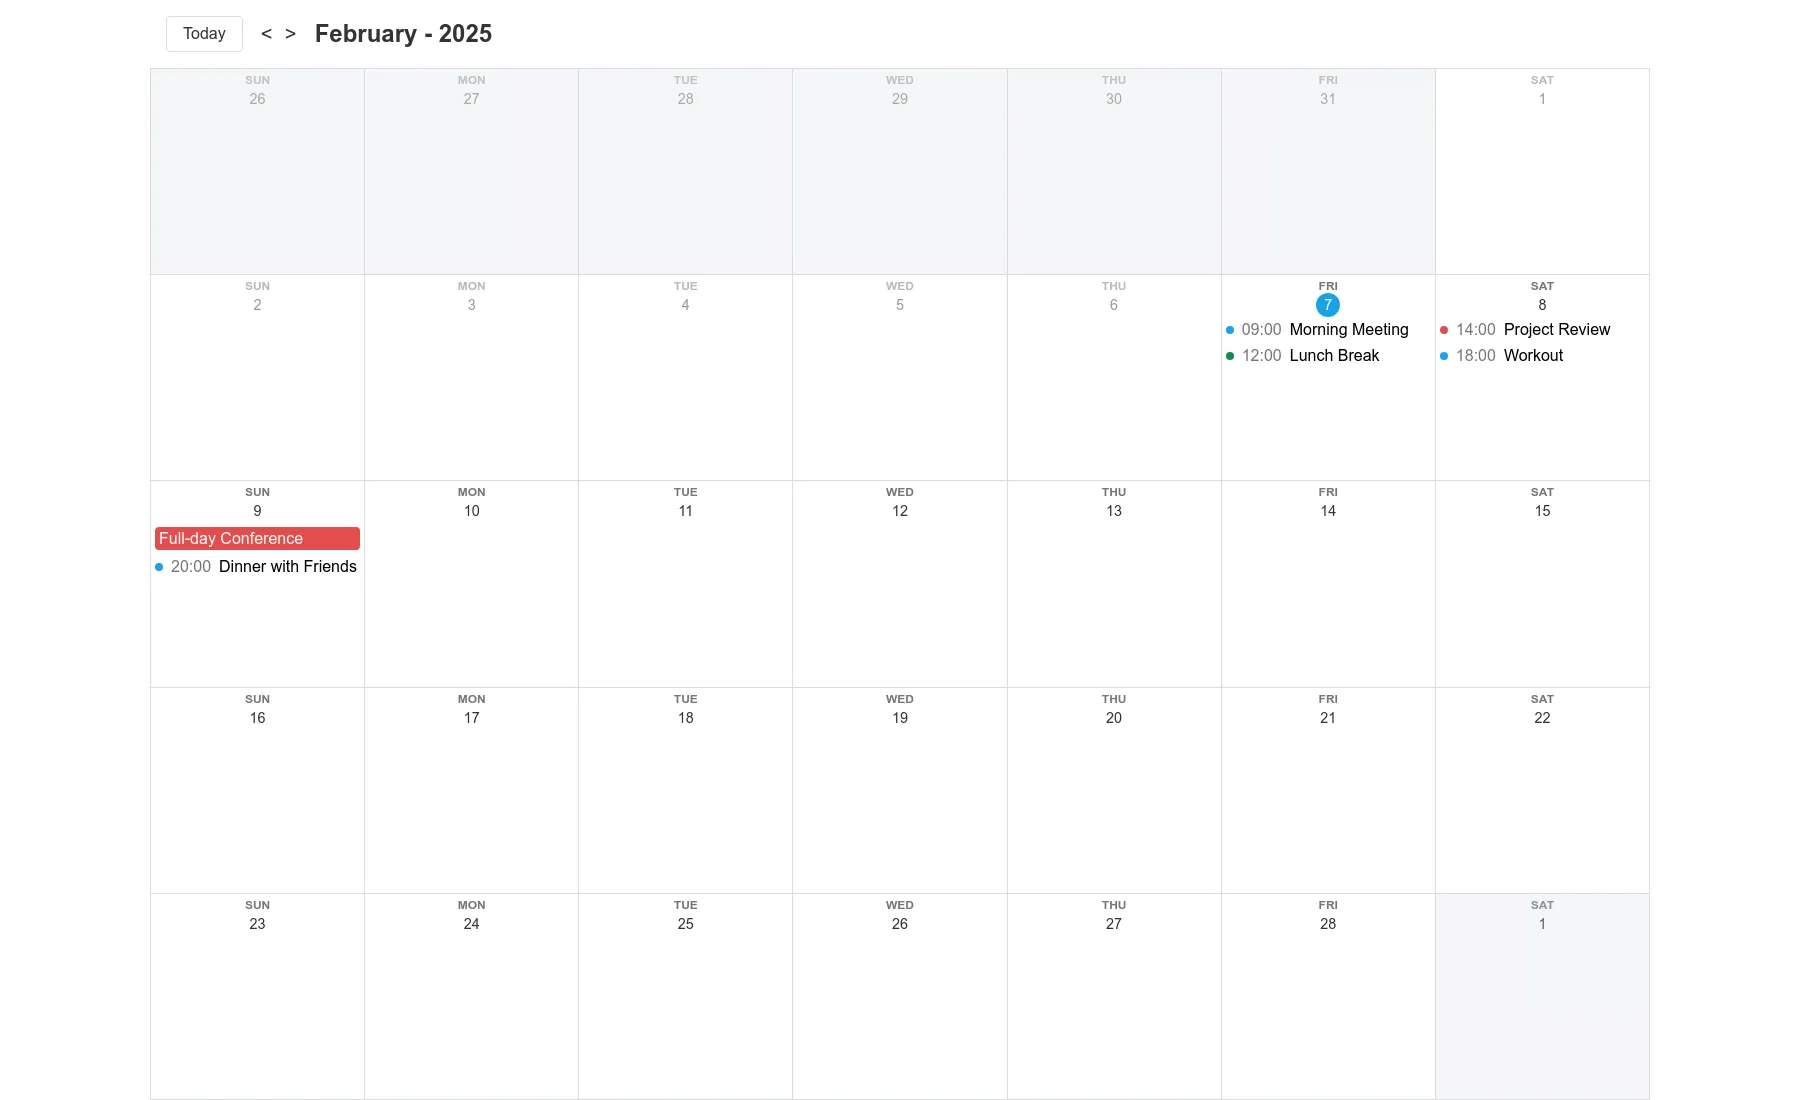 Today < > February - 2025
SUN MON TUE WED THU FRI SAT
26 27 28 29 30 31 1
SUN MON TUE WED THU FRI SAT
2 3 4 5 6 7 8
09:00 Morning Meeting 14:00 Project Review
12:00 Lunch Break 18:00 Workout
SUN MON TUE WED THU FRI SAT
9 10 11 12 13 14 15
Full-day Conference
20:00 Dinner with Friends
SUN MON TUE WED THU FRI SAT
16 17 18 19 20 21 22
SUN MON TUE WED THU FRI SAT
23 24 25 26 27 28 1